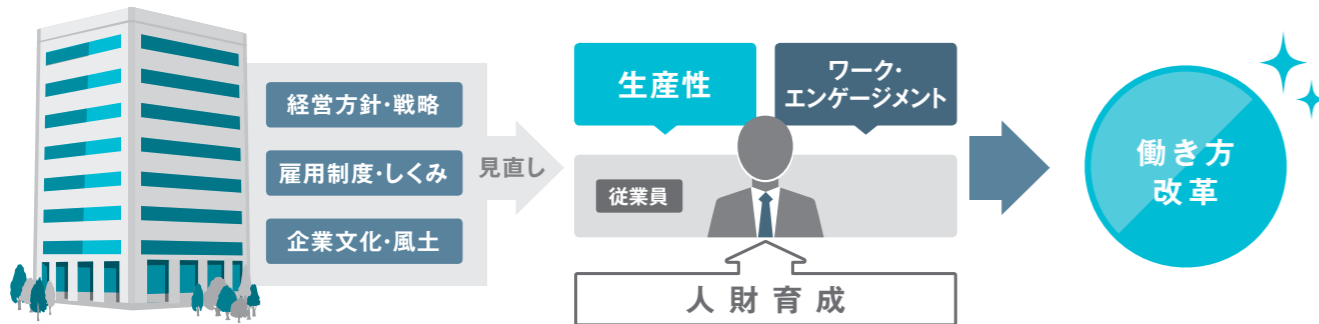 経営方針・戦略
雇用制度・しくみ
企業文化・風土
見直し
生産性
ワーク・
エンゲージメント
従業員
人財育成
働き方
改革